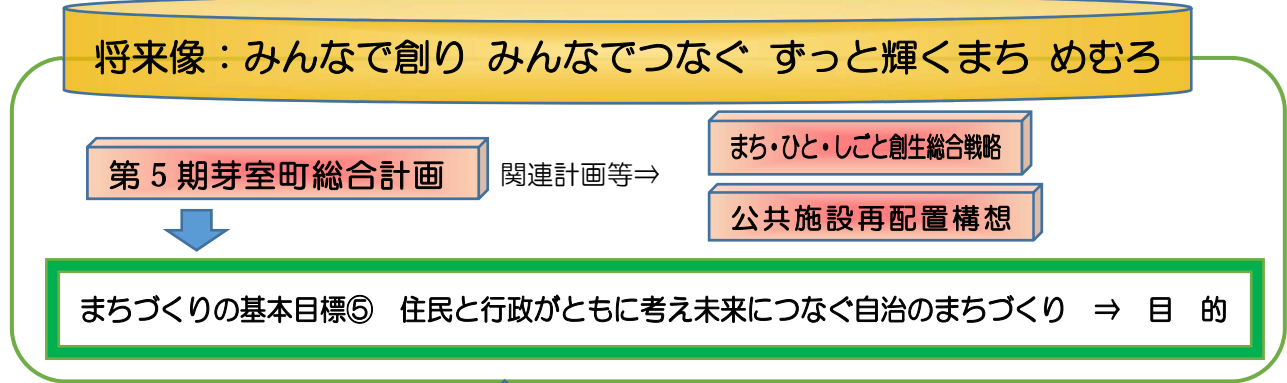 将来像：みんなで創り みんなでつなぐ ずっと輝くまち めむろ
第５期芽室町総合計画
関連計画等⇒
まち・ひと・しごと創生総合戦略
公共施設再配置構想
まちづくりの基本目標⑤　住民と行政がともに考え未来につなぐ自治のまちづくり　⇒　目　的